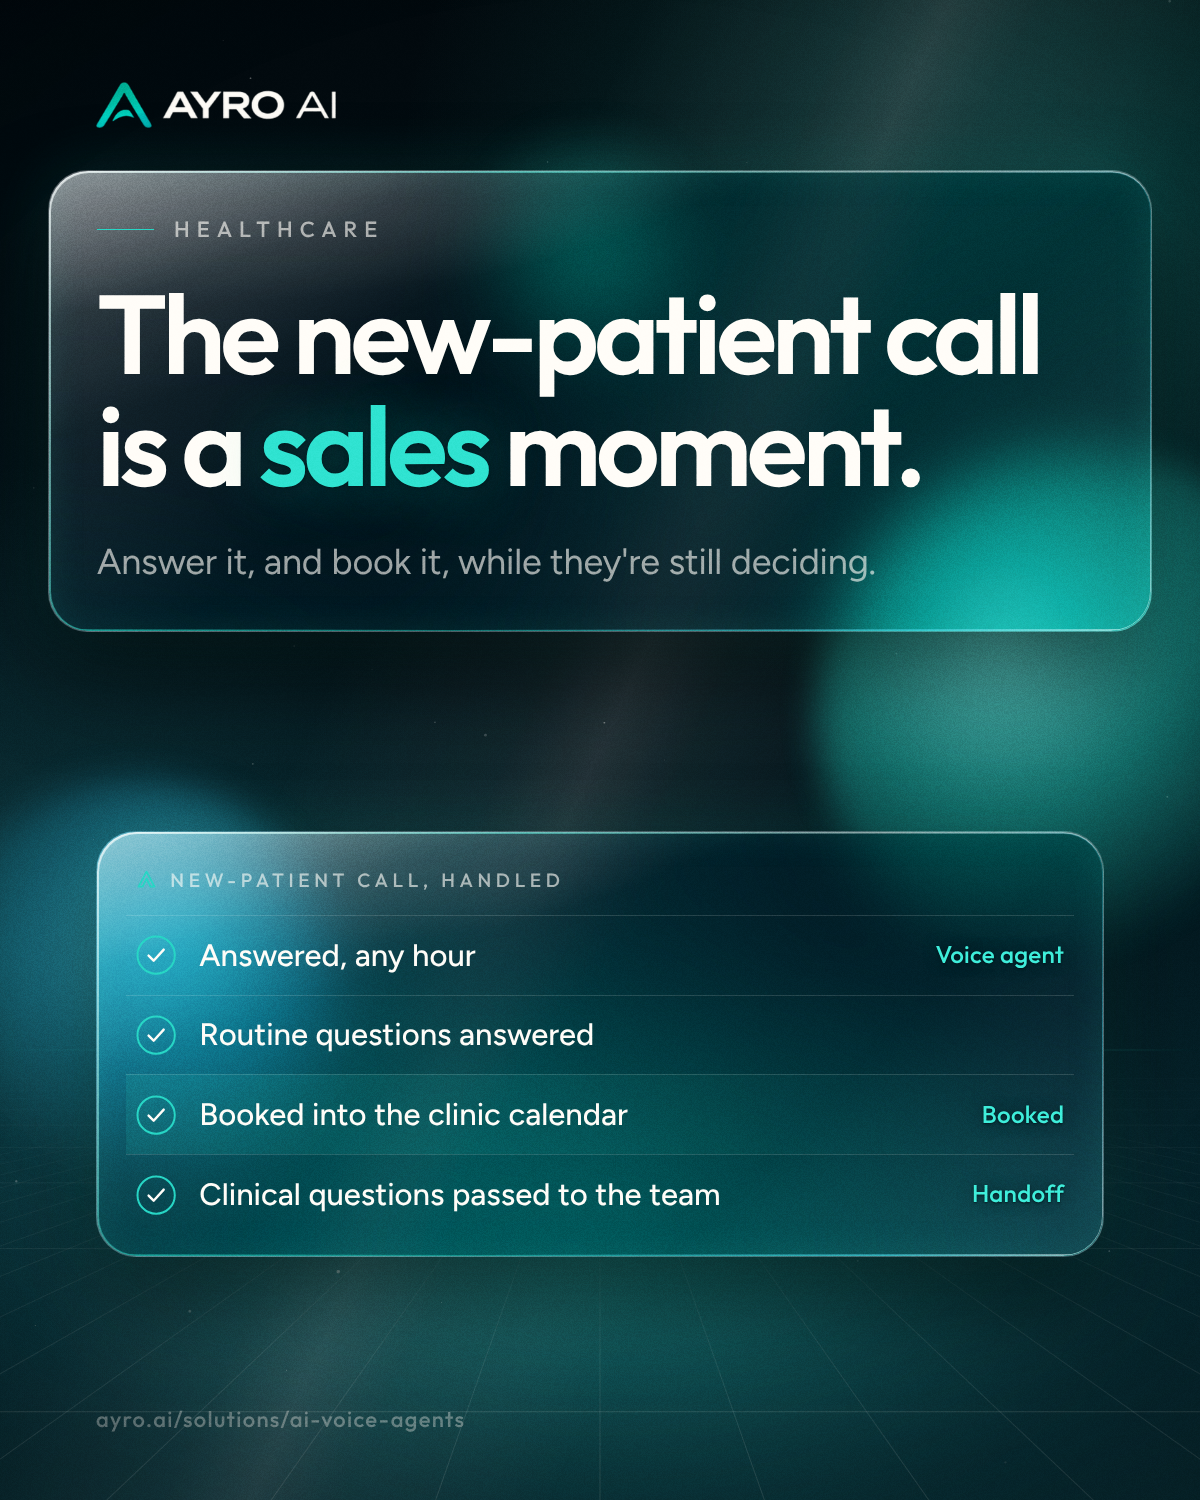 AYRO AI
HEALTHCARE
The new-patient call
is a sales moment.
Answer it, and book it, while they're still deciding.
NEW-PATIENT CALL, HANDLED
Answered, any hour
Voice agent
Routine questions answered
Booked into the clinic calendar
Booked
Clinical questions passed to the team
Handoff
ayro.ai/solutions/ai-voice-agents